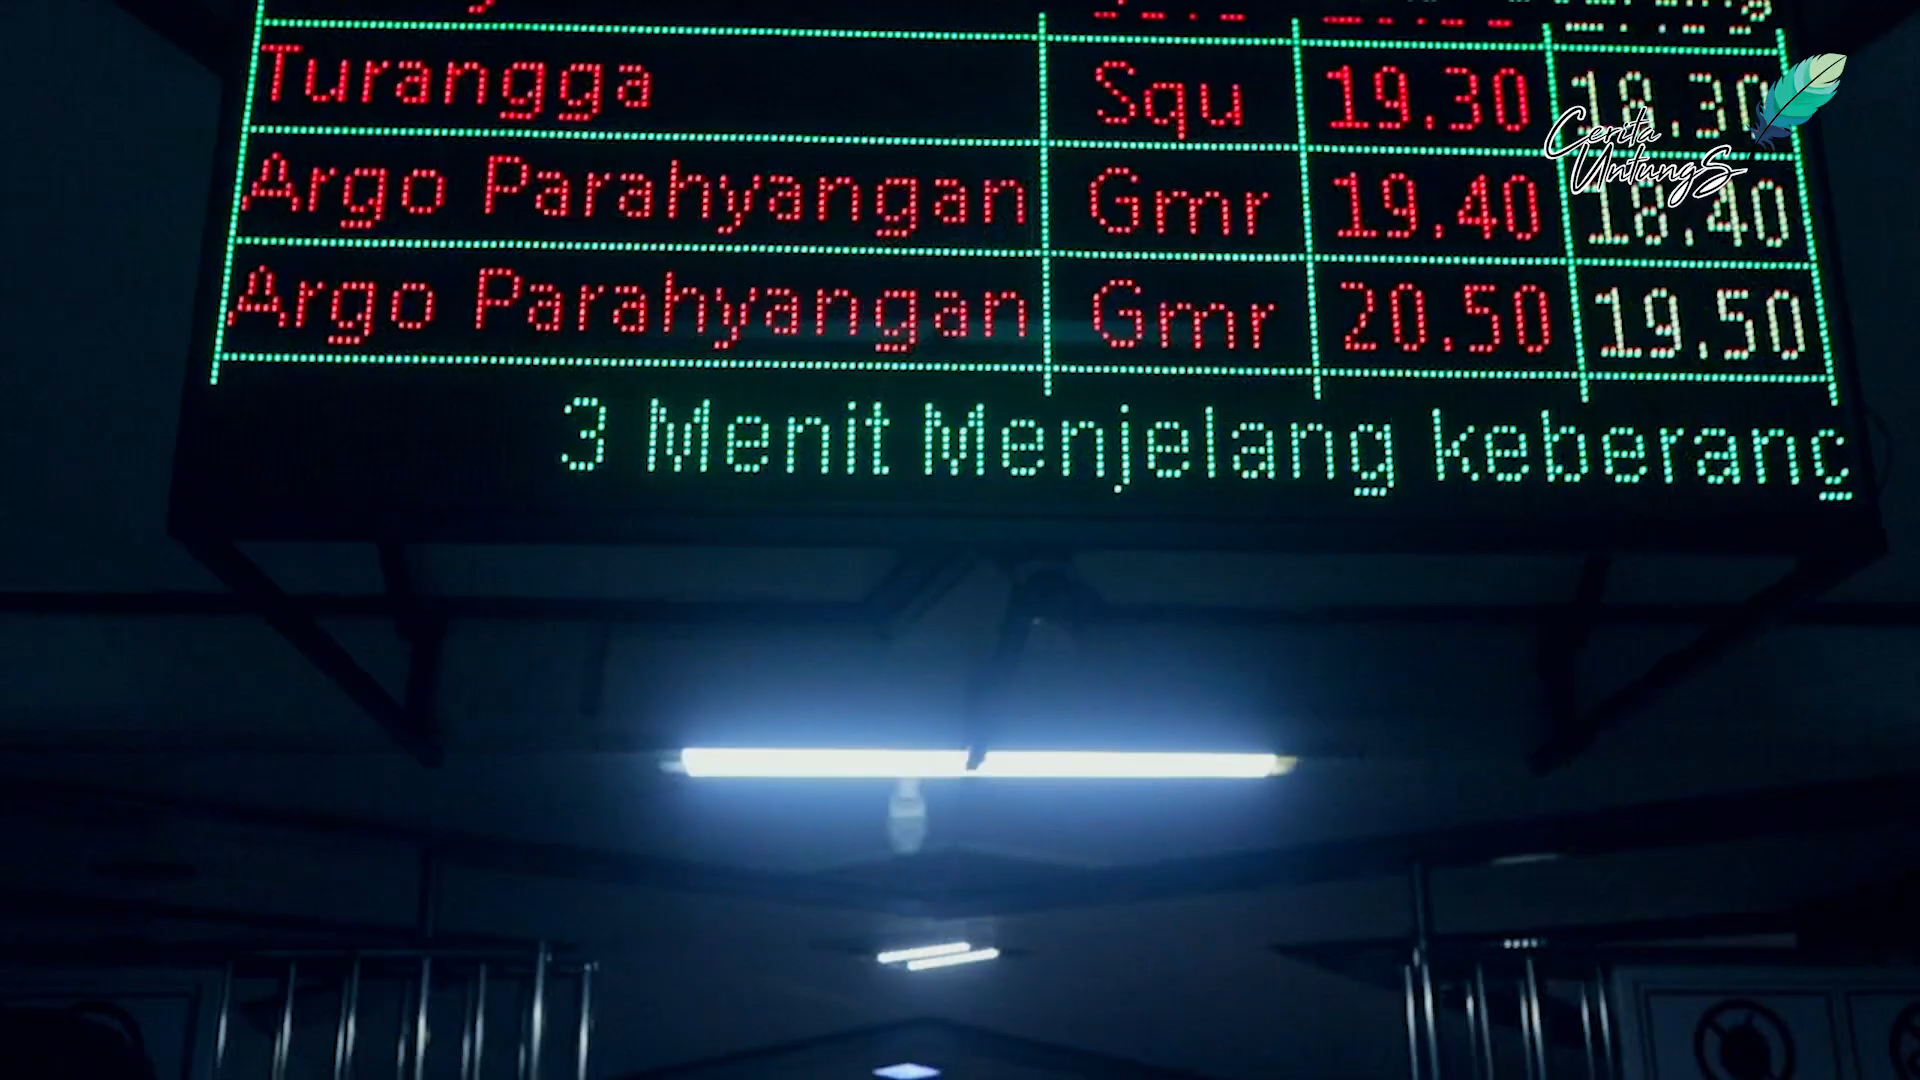 Turangga Squ 19.30 18.30
Argo Parahyangan Gmr 19.40 18.40
Argo Parahyangan Gmr 20.50 19.50
3 Menit Menjelang keberang
Cerita
UntungS